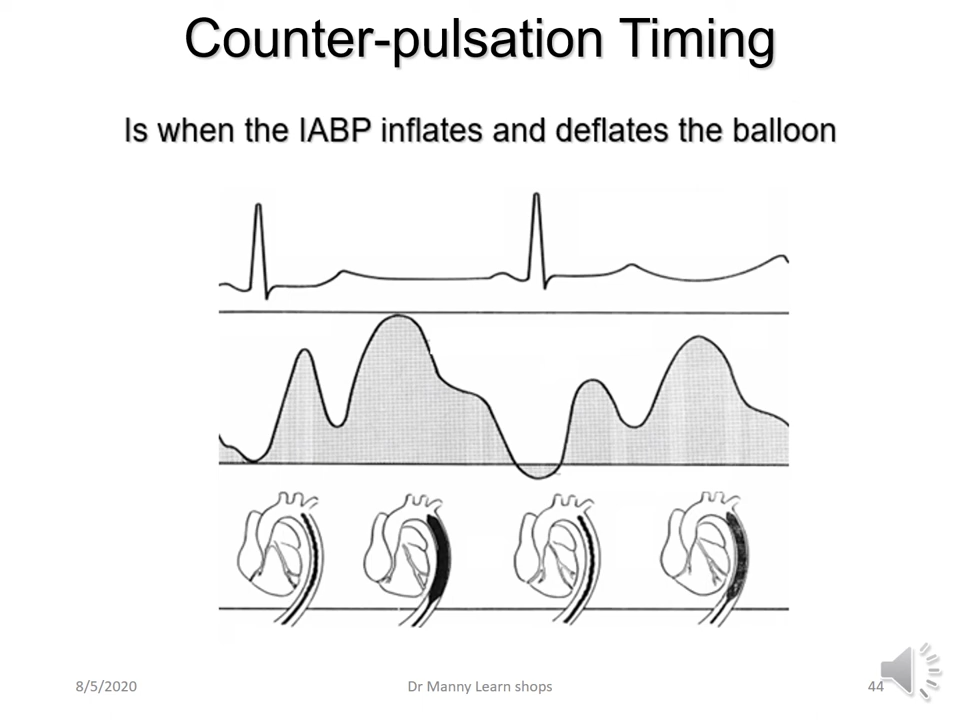 Counter-pulsation Timing
Is when the IABP inflates and deflates the balloon
8/5/2020
Dr Manny Learn shops
44